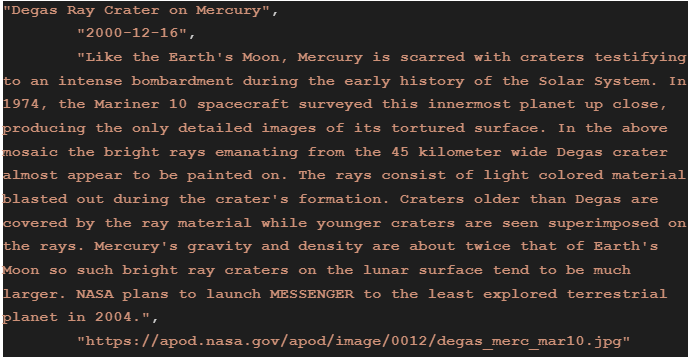 "Degas Ray Crater on Mercury",
"2000-12-16",
"Like the Earth's Moon, Mercury is scarred with craters testifying
to an intense bombardment during the early history of the Solar System. In
1974, the Mariner 10 spacecraft surveyed this innermost planet up close,
producing the only detailed images of its tortured surface. In the above
mosaic the bright rays emanating from the 45 kilometer wide Degas crater
almost appear to be painted on. The rays consist of light colored material
blasted out during the crater's formation. Craters older than Degas are
covered by the ray material while younger craters are seen superimposed on
the rays. Mercury's gravity and density are about twice that of Earth's
Moon so such bright ray craters on the lunar surface tend to be much
larger. NASA plans to launch MESSENGER to the least explored terrestrial
planet in 2004.",
"https://apod.nasa.gov/apod/image/0012/degas_merc_mar10.jpg"